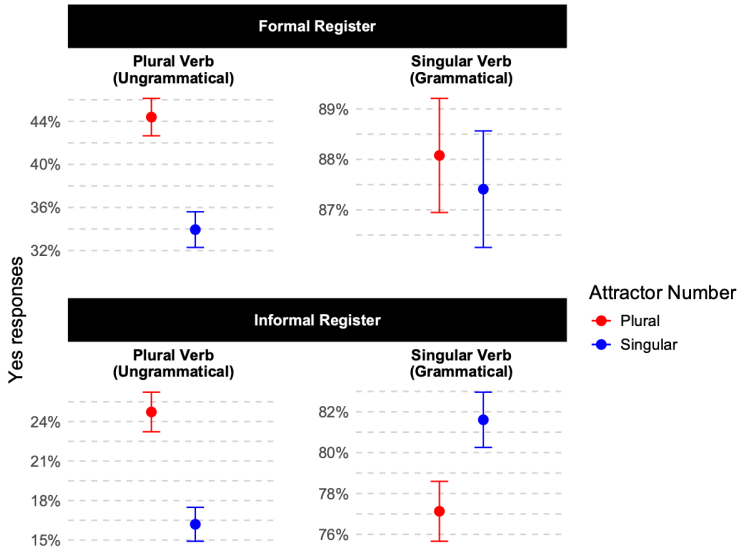 Formal Register
Plural Verb
(Ungrammatical)
Singular Verb
(Grammatical)
44%
40%
36%
32%
89%
88%
87%
Yes responses
Informal Register
Plural Verb
(Ungrammatical)
Singular Verb
(Grammatical)
24%
21%
18%
15%
82%
80%
78%
76%
Attractor Number
Plural
Singular